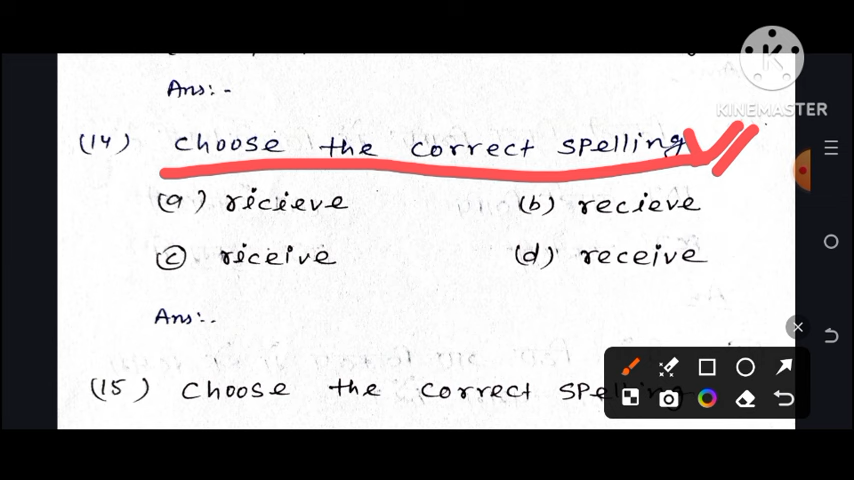 K
KINEMASTER
Ans:-
(14) Choose the correct spelling
(a) ricieve (b) recieve
(c) riceive (d) receive
Ans:-
(15) Choose the correct spelling